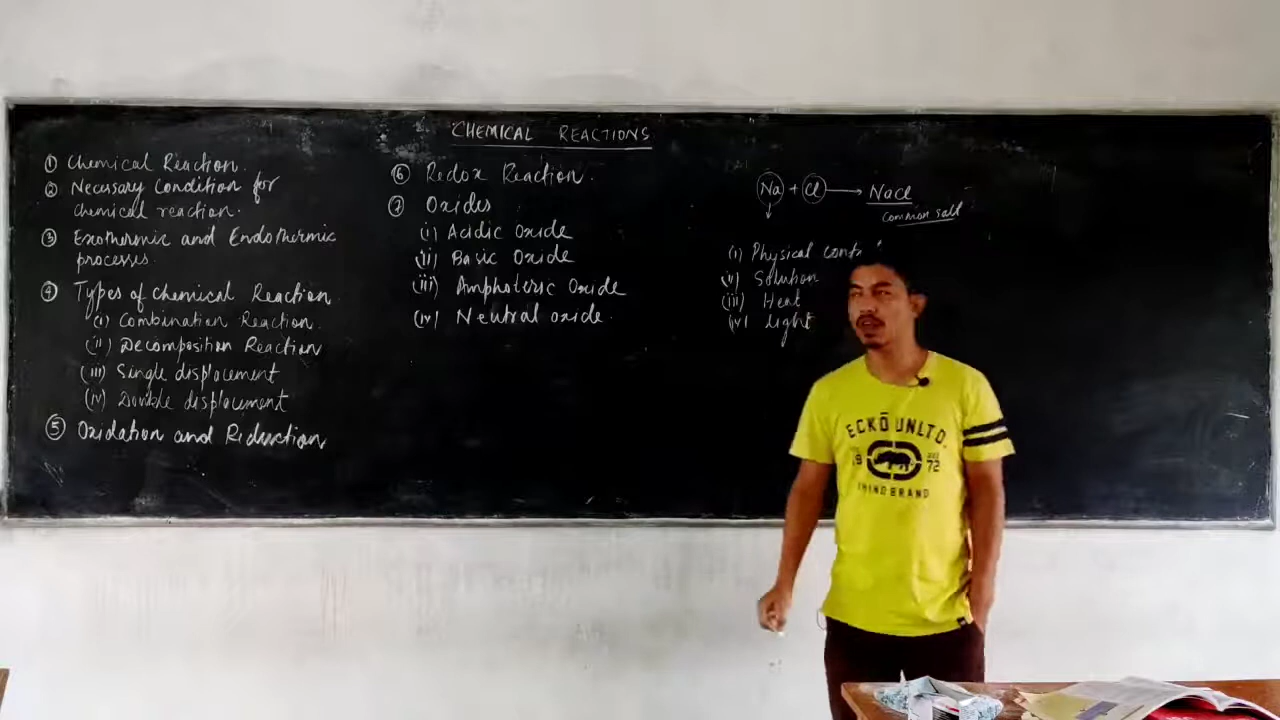 CHEMICAL REACTIONS
① Chemical Reaction.
② Necessary Condition for
chemical reaction.
③ Exothermic and Endothermic
processes.
④ Types of Chemical Reaction.
(i) Combination Reaction.
(ii) Decomposition Reaction
(iii) Single displacement
(iv) Double displacement
⑤ Oxidation and Reduction
⑥ Redox Reaction.
⑦ Oxides
(i) Acidic Oxide
(ii) Basic Oxide
(iii) Amphoteric Oxide
(iv) Neutral oxide.
Na + Cl → NaCl
Common salt
(i) Physical
(ii) Solution
(iii) Heat
(iv) Light
ECKŌ UNLTD.
19 72
RHINO BRAND